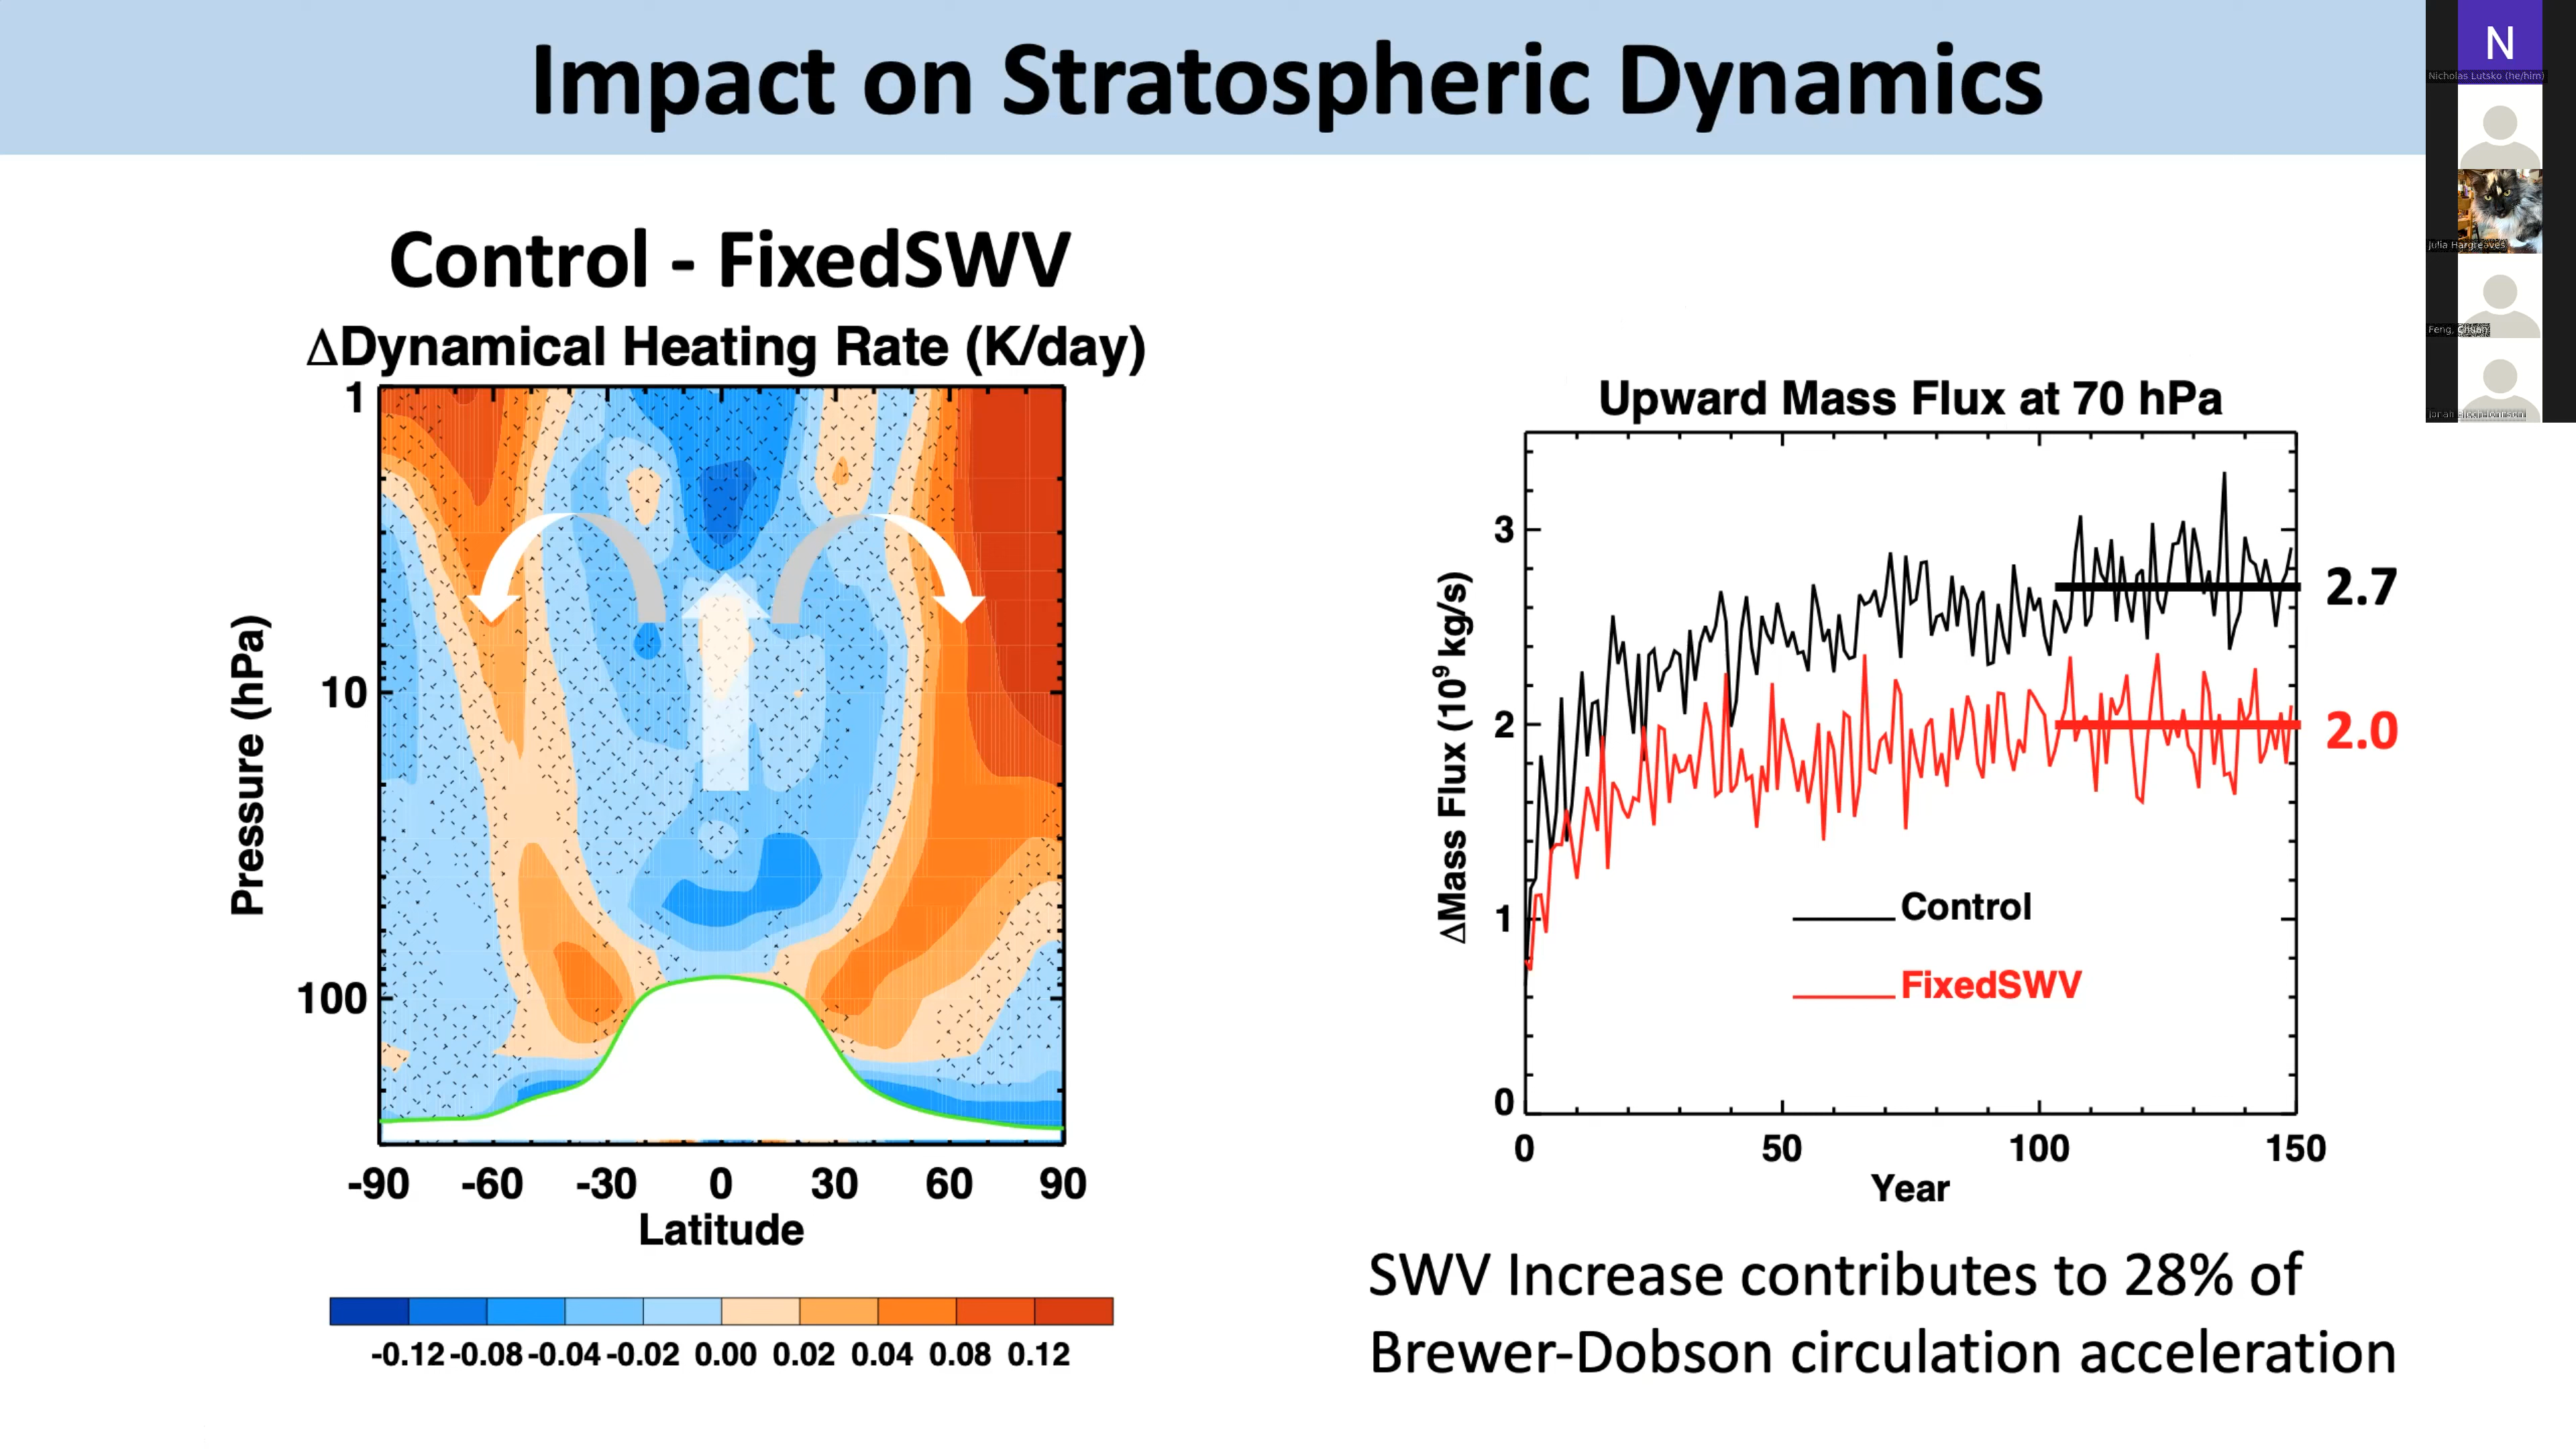 Impact on Stratospheric Dynamics
Control - FixedSWV
ΔDynamical Heating Rate (K/day)
1
10
100
Pressure (hPa)
-90 -60 -30 0 30 60 90
Latitude
-0.12 -0.08 -0.04 -0.02 0.00 0.02 0.04 0.08 0.12
Upward Mass Flux at 70 hPa
3
2
1
0
ΔMass Flux (10⁹ kg/s)
2.7
2.0
Control
FixedSWV
0 50 100 150
Year
SWV Increase contributes to 28% of
Brewer-Dobson circulation acceleration
N
Nicholas Lutsko (he/him)
Julia Hargreaves
Feng, Chuan